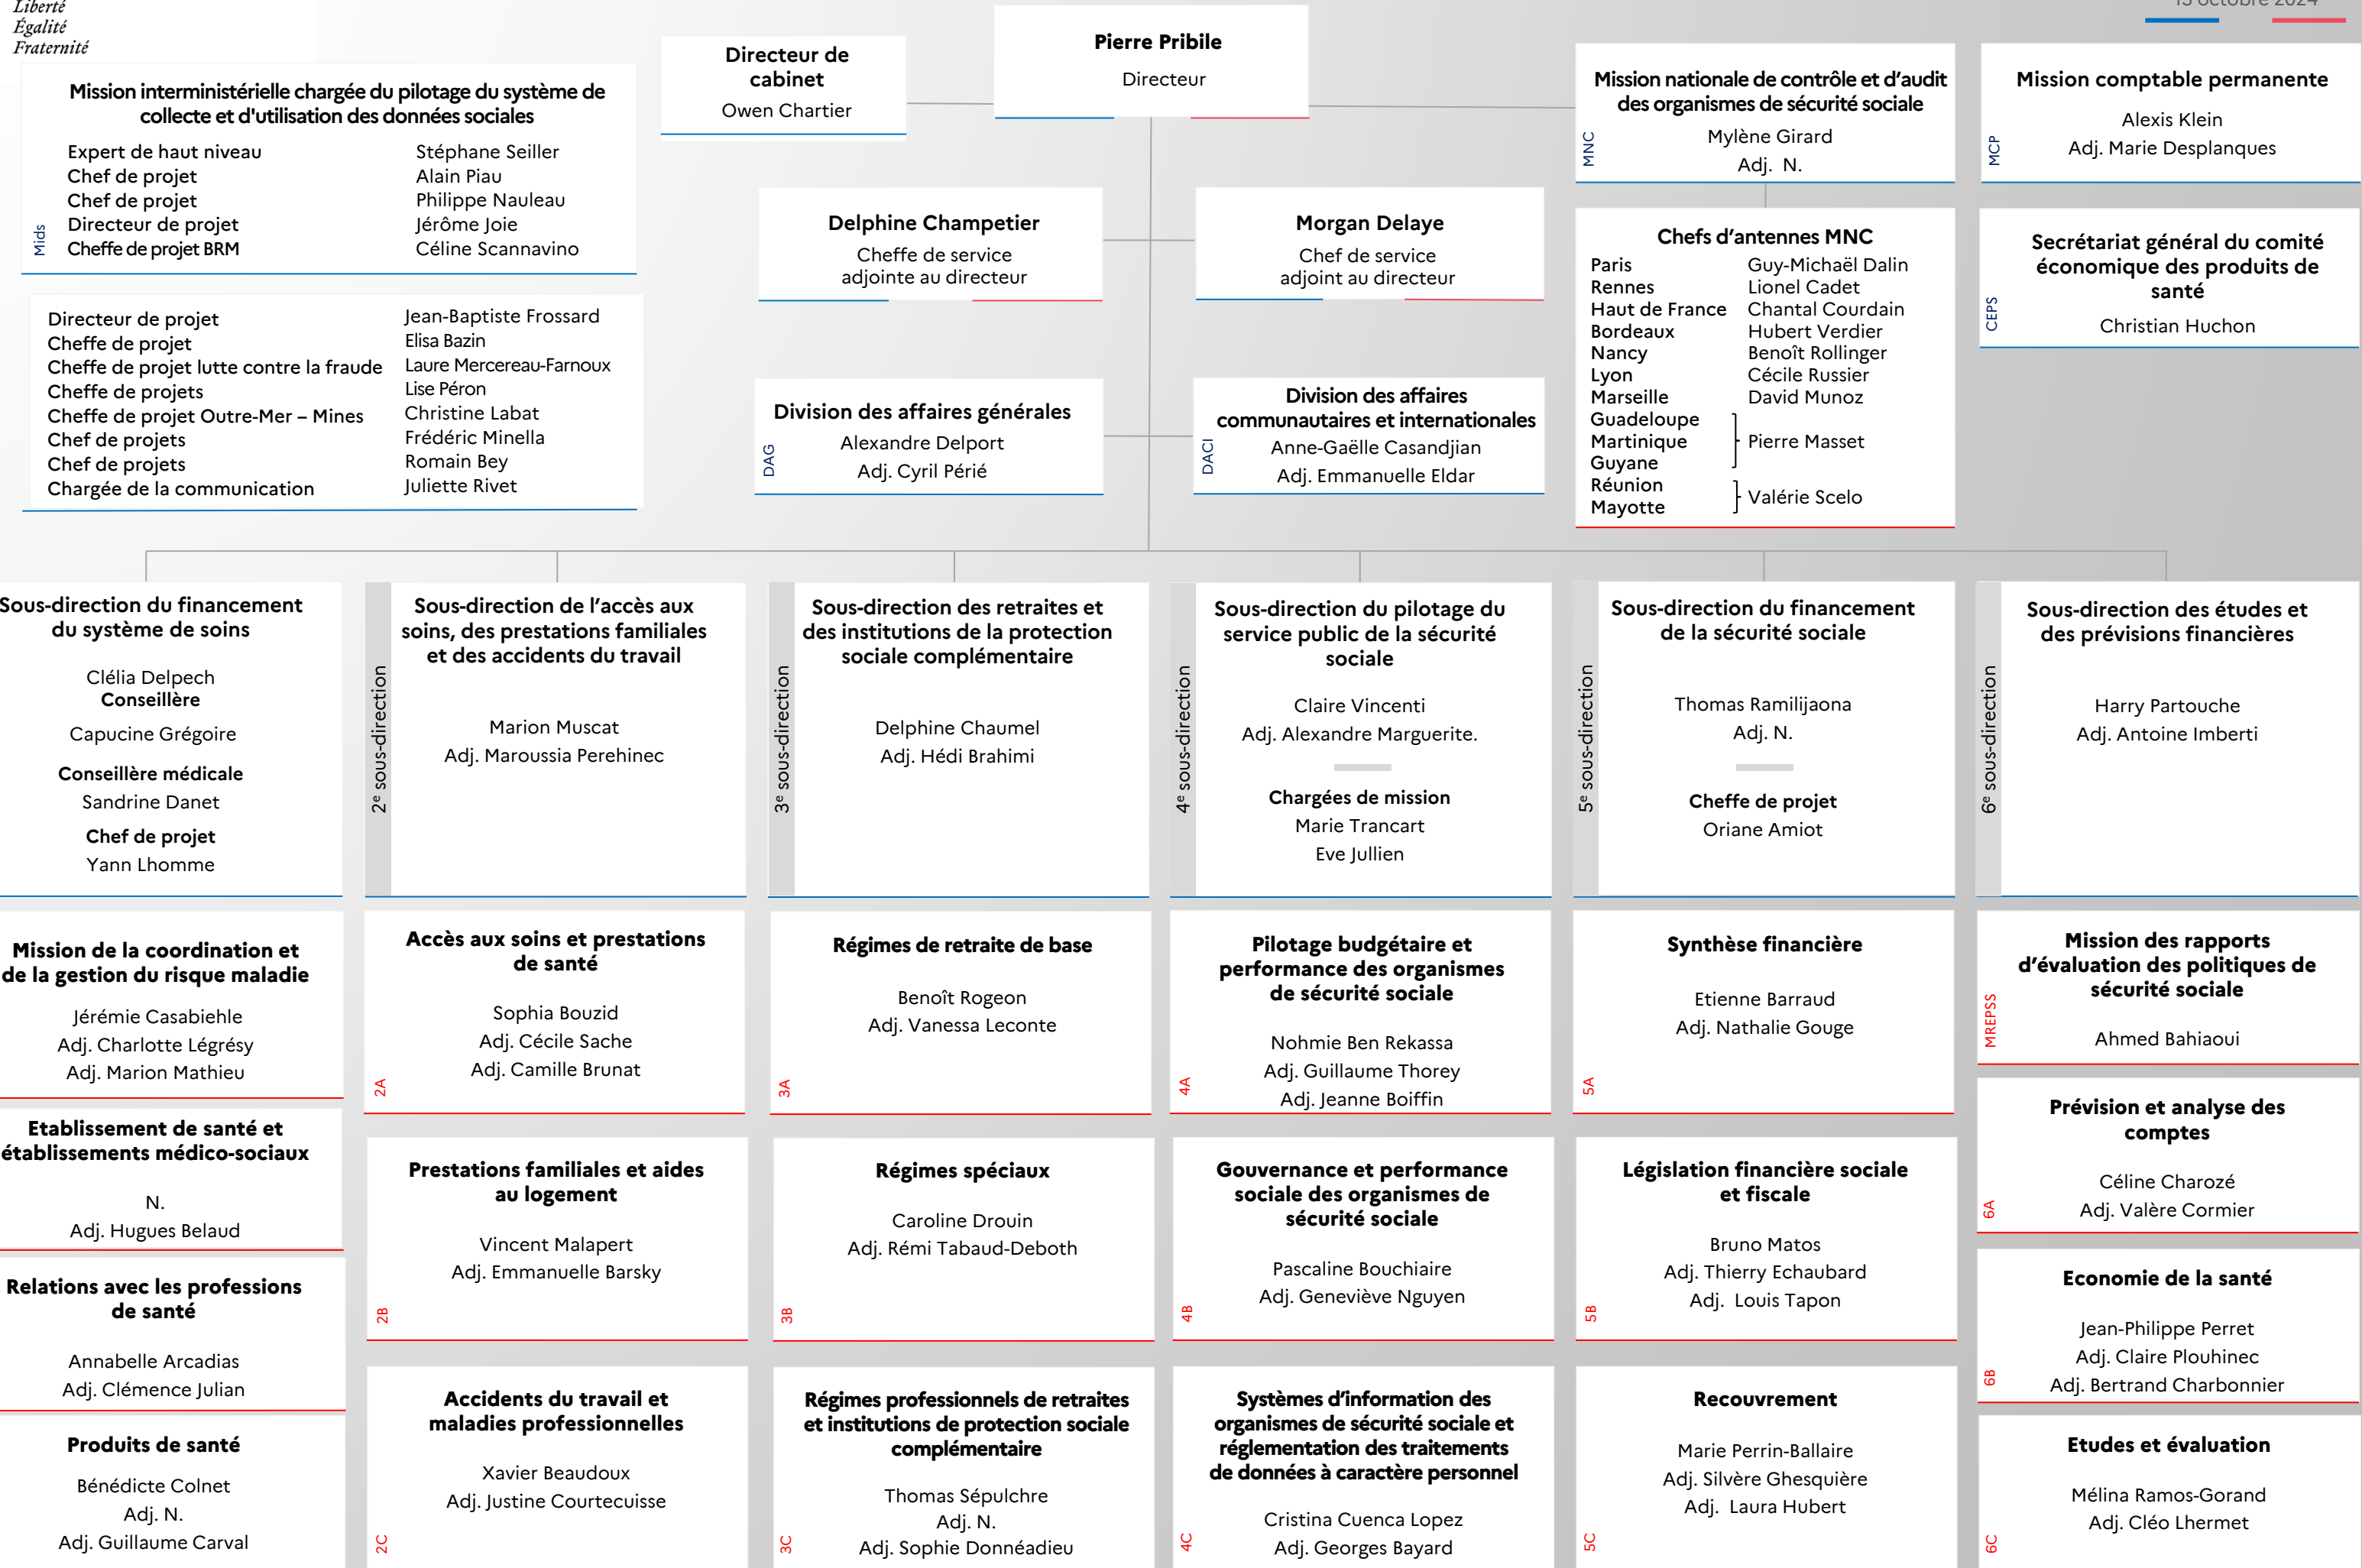 Liberté
Égalité
Fraternité
15 octobre 2024
Pierre Pribile
Directeur
Directeur de
cabinet
Owen Chartier
Mission interministérielle chargée du pilotage du système de
collecte et d'utilisation des données sociales
Expert de haut niveau Stéphane Seiller
Chef de projet Alain Piau
Chef de projet Philippe Nauleau
Directeur de projet Jérôme Joie
Cheffe de projet BRM Céline Scannavino
Mids
Directeur de projet Jean-Baptiste Frossard
Cheffe de projet Elisa Bazin
Cheffe de projet lutte contre la fraude Laure Mercereau-Farnoux
Cheffe de projets Lise Péron
Cheffe de projet Outre-Mer – Mines Christine Labat
Chef de projets Frédéric Minella
Chef de projets Romain Bey
Chargée de la communication Juliette Rivet
Delphine Champetier
Cheffe de service
adjointe au directeur
Morgan Delaye
Chef de service
adjoint au directeur
Division des affaires générales
Alexandre Delport
Adj. Cyril Périé
DAG
Division des affaires
communautaires et internationales
Anne-Gaëlle Casandjian
Adj. Emmanuelle Eldar
DACI
Mission nationale de contrôle et d’audit
des organismes de sécurité sociale
Mylène Girard
Adj. N.
MNC
Chefs d’antennes MNC
Paris Guy-Michaël Dalin
Rennes Lionel Cadet
Haut de France Chantal Courdain
Bordeaux Hubert Verdier
Nancy Benoît Rollinger
Lyon Cécile Russier
Marseille David Munoz
Guadeloupe
Martinique Pierre Masset
Guyane
Réunion
Valérie Scelo
Mayotte
Mission comptable permanente
Alexis Klein
Adj. Marie Desplanques
MCP
Secrétariat général du comité
économique des produits de
santé
Christian Huchon
CEPS
Sous-direction du financement
du système de soins
Clélia Delpech
Conseillère
Capucine Grégoire
Conseillère médicale
Sandrine Danet
Chef de projet
Yann Lhomme
Mission de la coordination et
de la gestion du risque maladie
Jérémie Casabiehle
Adj. Charlotte Légrésy
Adj. Marion Mathieu
Etablissement de santé et
établissements médico-sociaux
N.
Adj. Hugues Belaud
Relations avec les professions
de santé
Annabelle Arcadias
Adj. Clémence Julian
Produits de santé
Bénédicte Colnet
Adj. N.
Adj. Guillaume Carval
2e sous-direction
Sous-direction de l’accès aux
soins, des prestations familiales
et des accidents du travail
Marion Muscat
Adj. Maroussia Perehinec
Accès aux soins et prestations
de santé
Sophia Bouzid
Adj. Cécile Sache
Adj. Camille Brunat
2A
Prestations familiales et aides
au logement
Vincent Malapert
Adj. Emmanuelle Barsky
2B
Accidents du travail et
maladies professionnelles
Xavier Beaudoux
Adj. Justine Courtecuisse
2C
3e sous-direction
Sous-direction des retraites et
des institutions de la protection
sociale complémentaire
Delphine Chaumel
Adj. Hédi Brahimi
Régimes de retraite de base
Benoît Rogeon
Adj. Vanessa Leconte
3A
Régimes spéciaux
Caroline Drouin
Adj. Rémi Tabaud-Deboth
3B
Régimes professionnels de retraites
et institutions de protection sociale
complémentaire
Thomas Sépulchre
Adj. N.
Adj. Sophie Donnéadieu
3C
4e sous-direction
Sous-direction du pilotage du
service public de la sécurité
sociale
Claire Vincenti
Adj. Alexandre Marguerite.
Chargées de mission
Marie Trancart
Eve Jullien
Pilotage budgétaire et
performance des organismes
de sécurité sociale
Nohmie Ben Rekassa
Adj. Guillaume Thorey
Adj. Jeanne Boiffin
4A
Gouvernance et performance
sociale des organismes de
sécurité sociale
Pascaline Bouchiaire
Adj. Geneviève Nguyen
4B
Systèmes d’information des
organismes de sécurité sociale et
réglementation des traitements
de données à caractère personnel
Cristina Cuenca Lopez
Adj. Georges Bayard
4C
5e sous-direction
Sous-direction du financement
de la sécurité sociale
Thomas Ramilijaona
Adj. N.
Cheffe de projet
Oriane Amiot
Synthèse financière
Etienne Barraud
Adj. Nathalie Gouge
5A
Législation financière sociale
et fiscale
Bruno Matos
Adj. Thierry Echaubard
Adj. Louis Tapon
5B
Recouvrement
Marie Perrin-Ballaire
Adj. Silvère Ghesquière
Adj. Laura Hubert
5C
6e sous-direction
Sous-direction des études et
des prévisions financières
Harry Partouche
Adj. Antoine Imberti
Mission des rapports
d’évaluation des politiques de
sécurité sociale
Ahmed Bahiaoui
MREPSS
Prévision et analyse des
comptes
Céline Charozé
Adj. Valère Cormier
6A
Economie de la santé
Jean-Philippe Perret
Adj. Claire Plouhinec
Adj. Bertrand Charbonnier
6B
Etudes et évaluation
Mélina Ramos-Gorand
Adj. Cléo Lhermet
6C